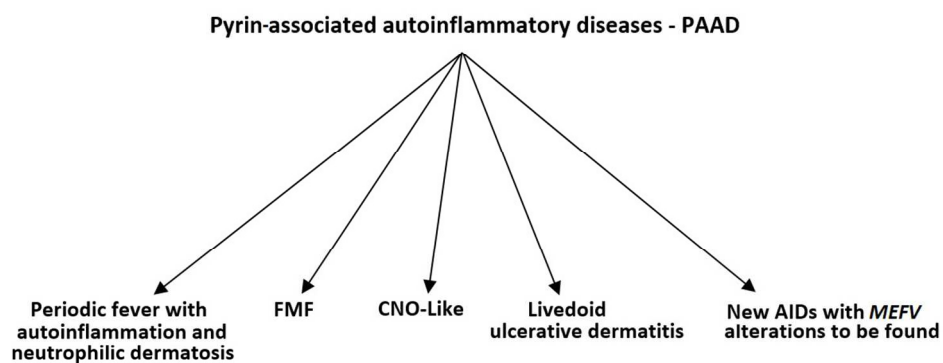 Pyrin-associated autoinflammatory diseases - PAAD
Periodic fever with
autoinflammation and
neutrophilic dermatosis
FMF
CNO-Like
Livedoid
ulcerative dermatitis
New AIDs with MEFV
alterations to be found